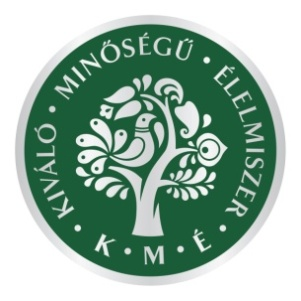 KIVÁLÓ · MINŐSÉGŰ · ÉLELMISZER
· K · M · É ·